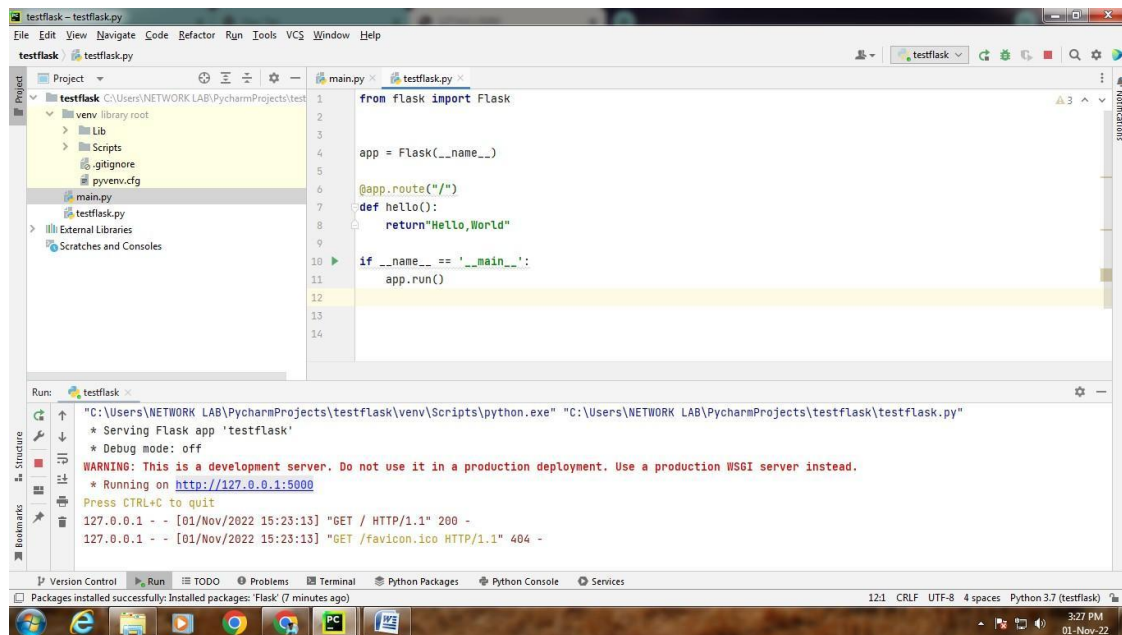 testflask – testflask.py
File Edit View Navigate Code Refactor Run Tools VCS Window Help
testflask testflask.py
testflask
Project
Project
main.py
testflask.py
3
Notifications
testflask C:\Users\NETWORK LAB\PycharmProjects\test
venv library root
Lib
Scripts
.gitignore
pyvenv.cfg
main.py
testflask.py
External Libraries
Scratches and Consoles
1 from flask import Flask
2
3
4 app = Flask(__name__)
5
6 @app.route("/")
7 def hello():
8 return"Hello,World"
9
10 if __name__ == '__main__':
11 app.run()
12
13
14
Run: testflask
"C:\Users\NETWORK LAB\PycharmProjects\testflask\venv\Scripts\python.exe" "C:\Users\NETWORK LAB\PycharmProjects\testflask\testflask.py"
* Serving Flask app 'testflask'
* Debug mode: off
WARNING: This is a development server. Do not use it in a production deployment. Use a production WSGI server instead.
* Running on http://127.0.0.1:5000
Press CTRL+C to quit
127.0.0.1 - - [01/Nov/2022 15:23:13] "GET / HTTP/1.1" 200 -
127.0.0.1 - - [01/Nov/2022 15:23:13] "GET /favicon.ico HTTP/1.1" 404 -
Structure
Bookmarks
Version Control Run TODO Problems Terminal Python Packages Python Console Services
Packages installed successfully: Installed packages: 'Flask' (7 minutes ago)
12:1 CRLF UTF-8 4 spaces Python 3.7 (testflask)
PC
W
3:27 PM
01-Nov-22